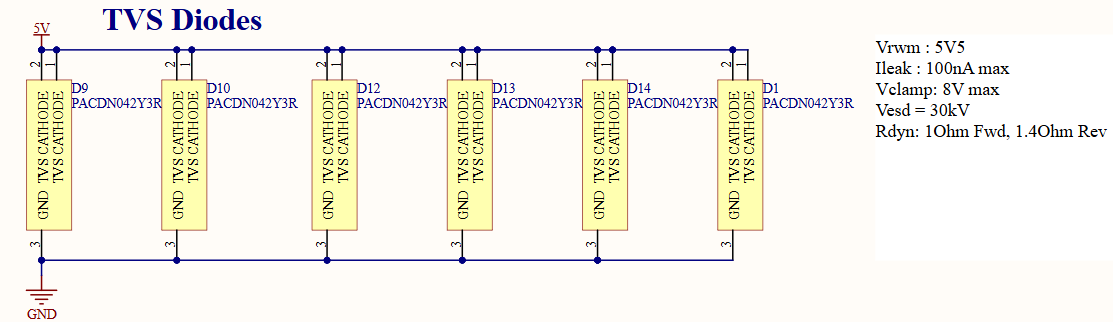 TVS Diodes
5V
2 1 2 1 2 1 2 1 2 1 2 1
D9 D10 D12 D13 D14 D1
PACDN042Y3R PACDN042Y3R PACDN042Y3R PACDN042Y3R PACDN042Y3R PACDN042Y3R
GND TVS CATHODE
TVS CATHODE
GND TVS CATHODE
TVS CATHODE
GND TVS CATHODE
TVS CATHODE
GND TVS CATHODE
TVS CATHODE
GND TVS CATHODE
TVS CATHODE
GND TVS CATHODE
TVS CATHODE
3 3 3 3 3 3
GND
Vrwm : 5V5
Ileak : 100nA max
Vclamp: 8V max
Vesd = 30kV
Rdyn: 1Ohm Fwd, 1.4Ohm Rev